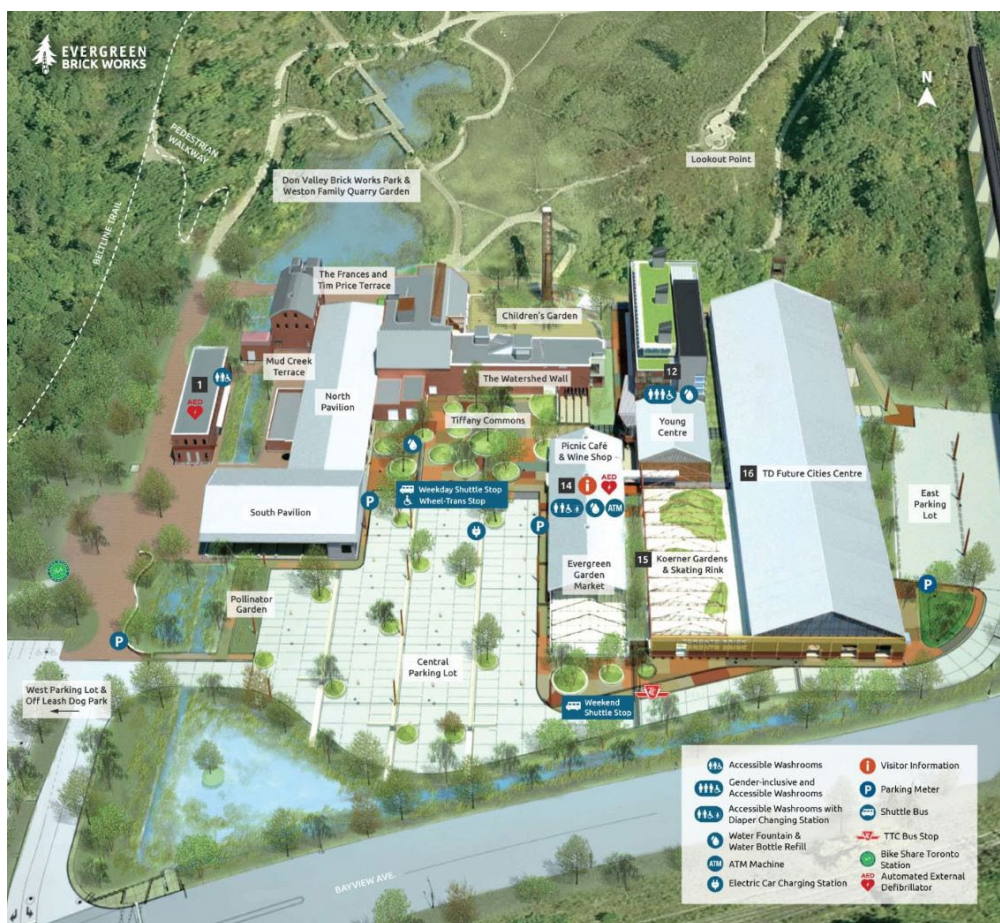 EVERGREEN
BRICK WORKS
N
PEDESTRIAN
WALKWAY
Lookout Point
Don Valley Brick Works Park &
Weston Family Quarry Garden
BELTLINE TRAIL
The Frances and
Tim Price Terrace
Children's Garden
Mud Creek
Terrace
1
AED
North
Pavilion
The Watershed Wall
12
Tiffany Commons
Young
Centre
Picnic Café
& Wine Shop
14
i
AED
ATM
16 TD Future Cities Centre
East
Parking
Lot
Weekday Shuttle Stop
Wheel-Trans Stop
P
P
South Pavilion
Evergreen
Garden
Market
15
Koerner Gardens
& Skating Rink
P
Pollinator
Garden
P
Central
Parking Lot
West Parking Lot &
Off Leash Dog Park
Weekend
Shuttle Stop
BAYVIEW AVE.
Accessible Washrooms
Gender-inclusive and
Accessible Washrooms
Accessible Washrooms with
Diaper Changing Station
Water Fountain &
Water Bottle Refill
ATM ATM Machine
Electric Car Charging Station
i Visitor Information
P Parking Meter
Shuttle Bus
TTC Bus Stop
Bike Share Toronto
Station
AED Automated External
Defibrillator